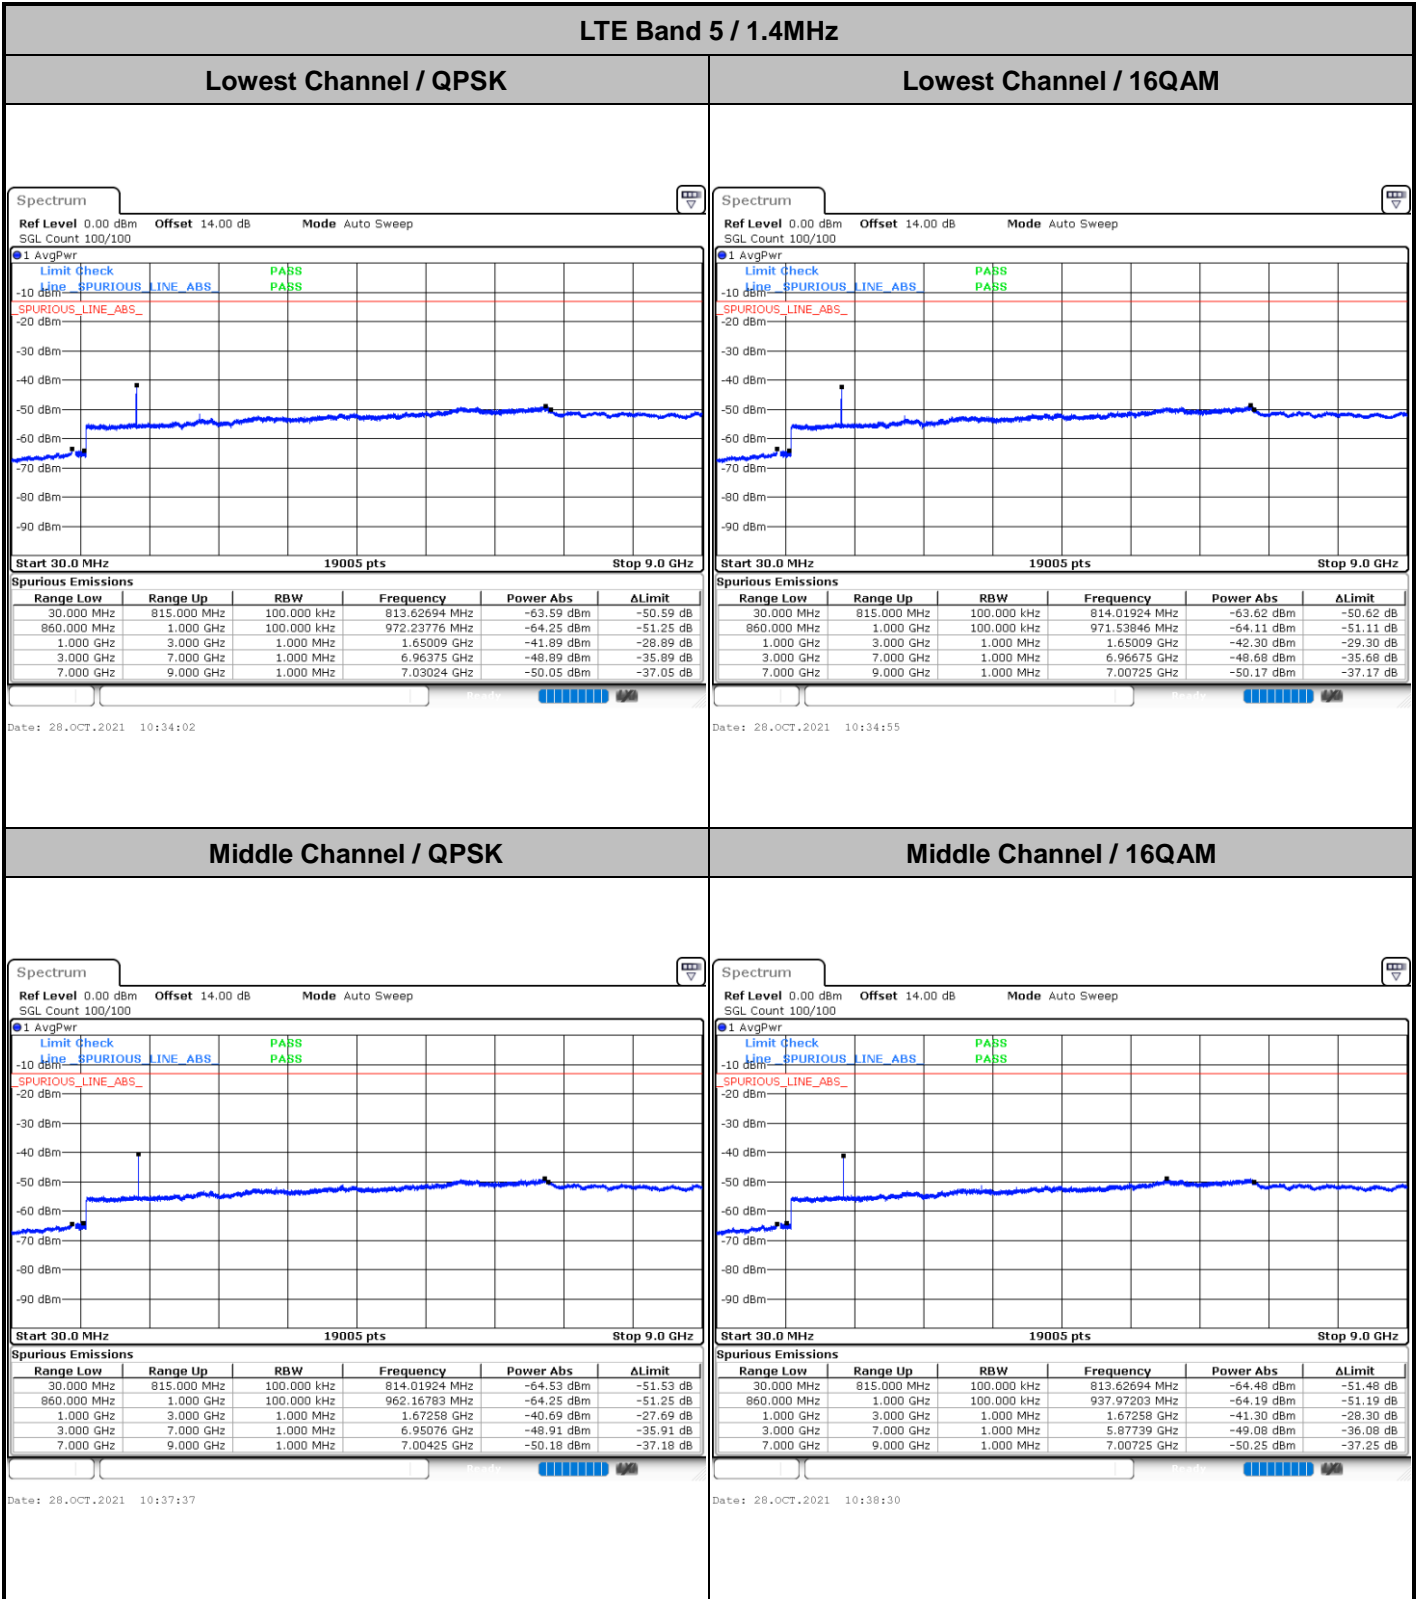 LTE Band 5 / 1.4MHz
Lowest Channel / QPSK
Lowest Channel / 16QAM
Spectrum
Ref Level 0.00 dBm Offset 14.00 dB Mode Auto Sweep
SGL Count 100/100
1 AvgPwr
Limit Check PASS
Line _SPURIOUS_LINE_ABS_ PASS
-10 dBm
_SPURIOUS_LINE_ABS_
-20 dBm
-30 dBm
-40 dBm
-50 dBm
-60 dBm
-70 dBm
-80 dBm
-90 dBm
Start 30.0 MHz 19005 pts Stop 9.0 GHz
Spurious Emissions
Range Low Range Up RBW Frequency Power Abs ΔLimit
30.000 MHz 815.000 MHz 100.000 kHz 813.62694 MHz -63.59 dBm -50.59 dB
860.000 MHz 1.000 GHz 100.000 kHz 972.23776 MHz -64.25 dBm -51.25 dB
1.000 GHz 3.000 GHz 1.000 MHz 1.65009 GHz -41.89 dBm -28.89 dB
3.000 GHz 7.000 GHz 1.000 MHz 6.96375 GHz -48.89 dBm -35.89 dB
7.000 GHz 9.000 GHz 1.000 MHz 7.03024 GHz -50.05 dBm -37.05 dB
Ready
Date: 28.OCT.2021 10:34:02
Spectrum
Ref Level 0.00 dBm Offset 14.00 dB Mode Auto Sweep
SGL Count 100/100
1 AvgPwr
Limit Check PASS
Line _SPURIOUS_LINE_ABS_ PASS
-10 dBm
_SPURIOUS_LINE_ABS_
-20 dBm
-30 dBm
-40 dBm
-50 dBm
-60 dBm
-70 dBm
-80 dBm
-90 dBm
Start 30.0 MHz 19005 pts Stop 9.0 GHz
Spurious Emissions
Range Low Range Up RBW Frequency Power Abs ΔLimit
30.000 MHz 815.000 MHz 100.000 kHz 814.01924 MHz -63.62 dBm -50.62 dB
860.000 MHz 1.000 GHz 100.000 kHz 971.53846 MHz -64.11 dBm -51.11 dB
1.000 GHz 3.000 GHz 1.000 MHz 1.65009 GHz -42.30 dBm -29.30 dB
3.000 GHz 7.000 GHz 1.000 MHz 6.96675 GHz -48.68 dBm -35.68 dB
7.000 GHz 9.000 GHz 1.000 MHz 7.00725 GHz -50.17 dBm -37.17 dB
Ready
Date: 28.OCT.2021 10:34:55
Middle Channel / QPSK
Middle Channel / 16QAM
Spectrum
Ref Level 0.00 dBm Offset 14.00 dB Mode Auto Sweep
SGL Count 100/100
1 AvgPwr
Limit Check PASS
Line _SPURIOUS_LINE_ABS_ PASS
-10 dBm
_SPURIOUS_LINE_ABS_
-20 dBm
-30 dBm
-40 dBm
-50 dBm
-60 dBm
-70 dBm
-80 dBm
-90 dBm
Start 30.0 MHz 19005 pts Stop 9.0 GHz
Spurious Emissions
Range Low Range Up RBW Frequency Power Abs ΔLimit
30.000 MHz 815.000 MHz 100.000 kHz 814.01924 MHz -64.53 dBm -51.53 dB
860.000 MHz 1.000 GHz 100.000 kHz 962.16783 MHz -64.25 dBm -51.25 dB
1.000 GHz 3.000 GHz 1.000 MHz 1.67258 GHz -40.69 dBm -27.69 dB
3.000 GHz 7.000 GHz 1.000 MHz 6.95076 GHz -48.91 dBm -35.91 dB
7.000 GHz 9.000 GHz 1.000 MHz 7.00425 GHz -50.18 dBm -37.18 dB
Ready
Date: 28.OCT.2021 10:37:37
Spectrum
Ref Level 0.00 dBm Offset 14.00 dB Mode Auto Sweep
SGL Count 100/100
1 AvgPwr
Limit Check PASS
Line _SPURIOUS_LINE_ABS_ PASS
-10 dBm
_SPURIOUS_LINE_ABS_
-20 dBm
-30 dBm
-40 dBm
-50 dBm
-60 dBm
-70 dBm
-80 dBm
-90 dBm
Start 30.0 MHz 19005 pts Stop 9.0 GHz
Spurious Emissions
Range Low Range Up RBW Frequency Power Abs ΔLimit
30.000 MHz 815.000 MHz 100.000 kHz 813.62694 MHz -64.48 dBm -51.48 dB
860.000 MHz 1.000 GHz 100.000 kHz 937.97203 MHz -64.19 dBm -51.19 dB
1.000 GHz 3.000 GHz 1.000 MHz 1.67258 GHz -41.30 dBm -28.30 dB
3.000 GHz 7.000 GHz 1.000 MHz 5.87739 GHz -49.08 dBm -36.08 dB
7.000 GHz 9.000 GHz 1.000 MHz 7.00725 GHz -50.25 dBm -37.25 dB
Ready
Date: 28.OCT.2021 10:38:30